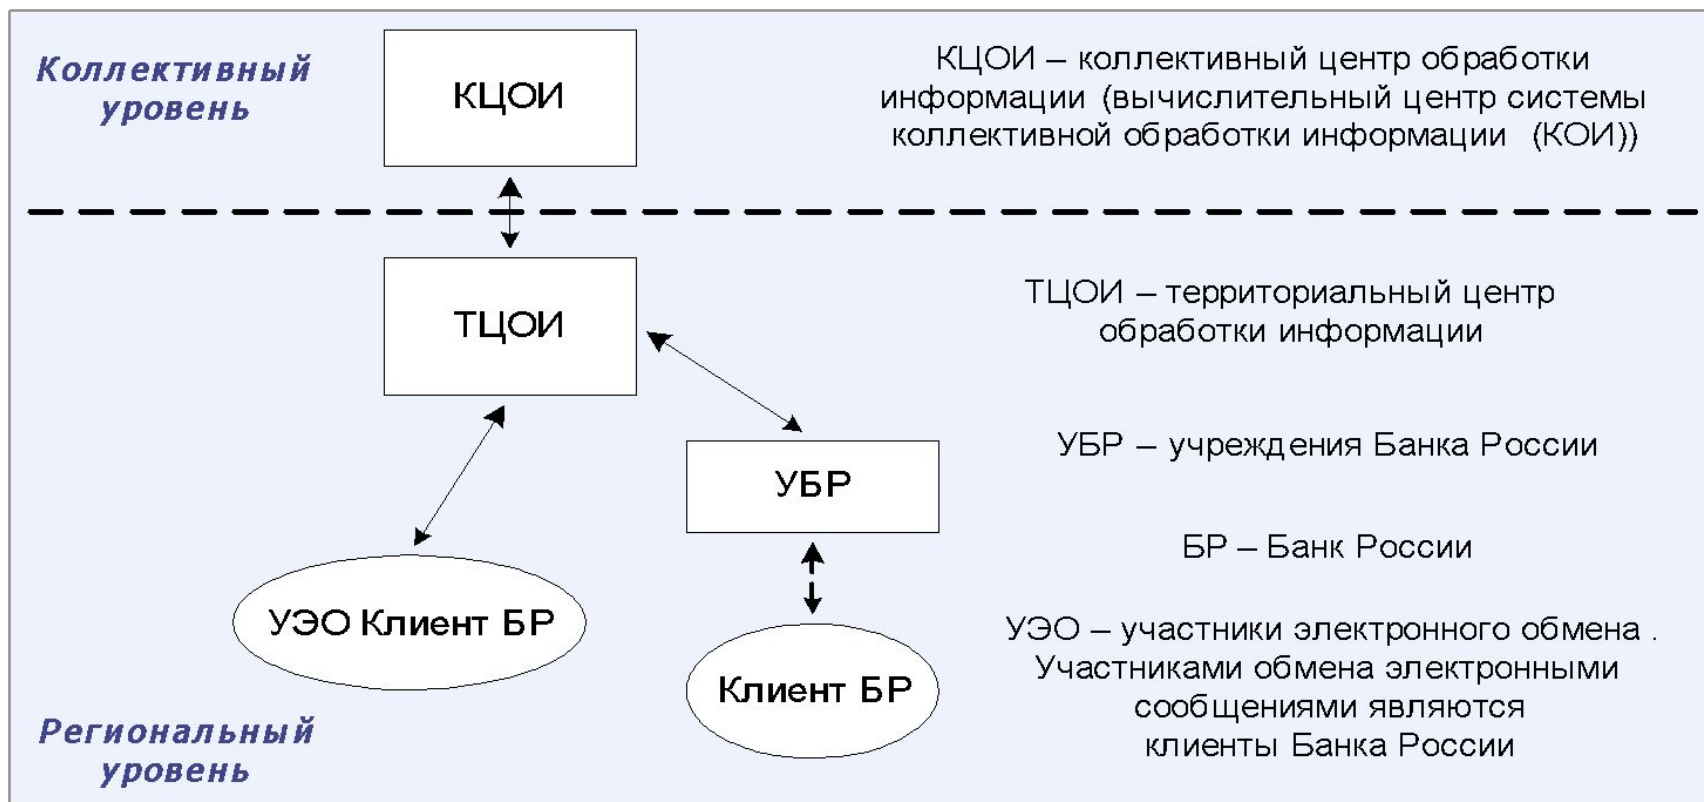 Коллективный
уровень
КЦОИ
КЦОИ – коллективный центр обработки
информации (вычислительный центр системы
коллективной обработки информации (КОИ))
ТЦОИ
ТЦОИ – территориальный центр
обработки информации
УБР
УБР – учреждения Банка России
БР – Банк России
УЭО Клиент БР
Клиент БР
УЭО – участники электронного обмена .
Участниками обмена электронными
сообщениями являются
клиенты Банка России
Региональный
уровень